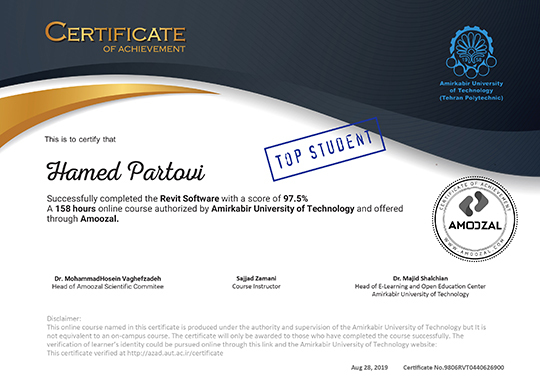 CERTIFICATE
OF ACHIEVEMENT
Amirkabir University
of Technology
(Tehran Polytechnic)
This is to certify that
Hamed Partovi
TOP STUDENT
Successfully completed the Revit Software with a score of 97.5%
A 158 hours online course authorized by Amirkabir University of Technology and offered
through Amoozal.
CERTIFICATE OF ACHIEVEMENT
AMOOZAL
WWW.AMOOZAL.COM
Dr. MohammadHosein Vaghefzadeh
Head of Amoozal Scientific Commitee
Sajjad Zamani
Course Instructor
Dr. Majid Shalchian
Head of E-Learning and Open Education Center
Amirkabir University of Technology
Disclaimer:
This online course named in this certificate is produced under the authority and supervision of the Amirkabir University of Technology but it is
not equivalent to an on-campus course. The certificate will only be awarded to those who have completed the course successfully. The
verification of learner's identity could be pursued online through this link and the Amirkabir University of Technology website:
This certificate verified at http://azad.aut.ac.ir/certificate
Aug 28, 2019
Certificate No.9806RVT0440626900